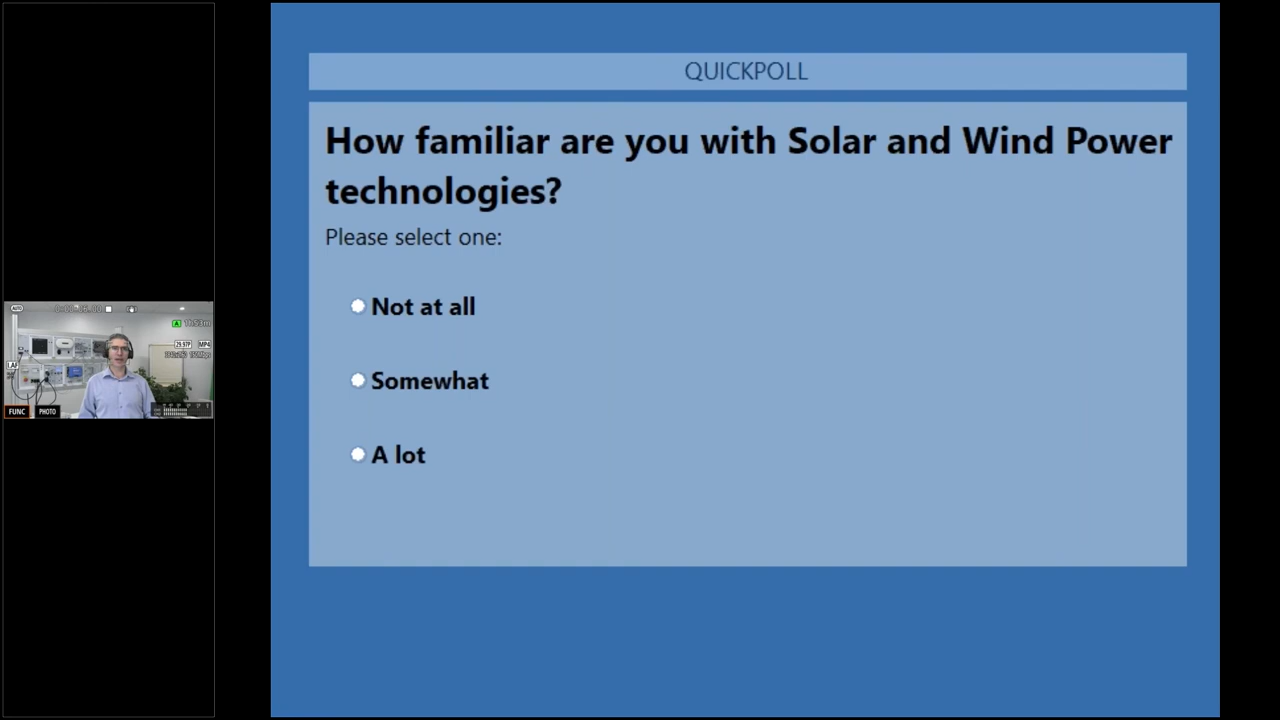 QUICKPOLL
How familiar are you with Solar and Wind Power
technologies?
Please select one:
Not at all
Somewhat
A lot
FUNC
PHOTO